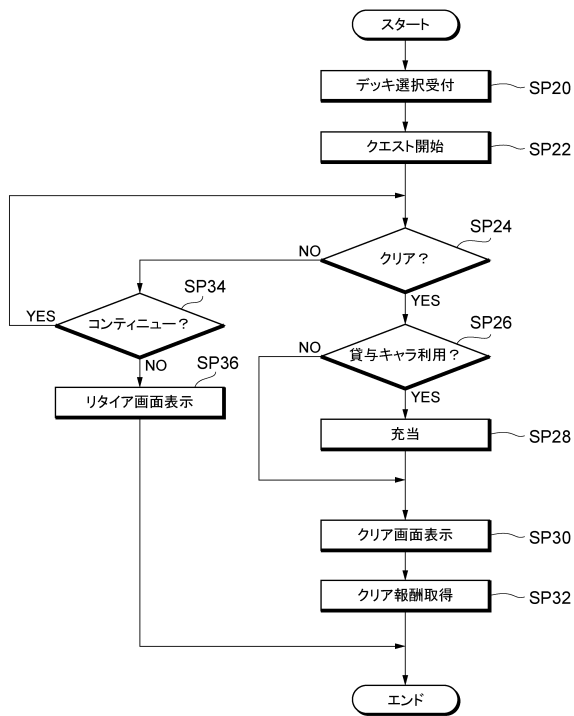 スタート
デッキ選択受付
SP20
クエスト開始
SP22
SP24
クリア?
NO
YES
SP34
コンティニュー?
YES
NO
SP26
貸与キャラ利用?
NO
YES
SP36
リタイア画面表示
充当
SP28
クリア画面表示
SP30
クリア報酬取得
SP32
エンド